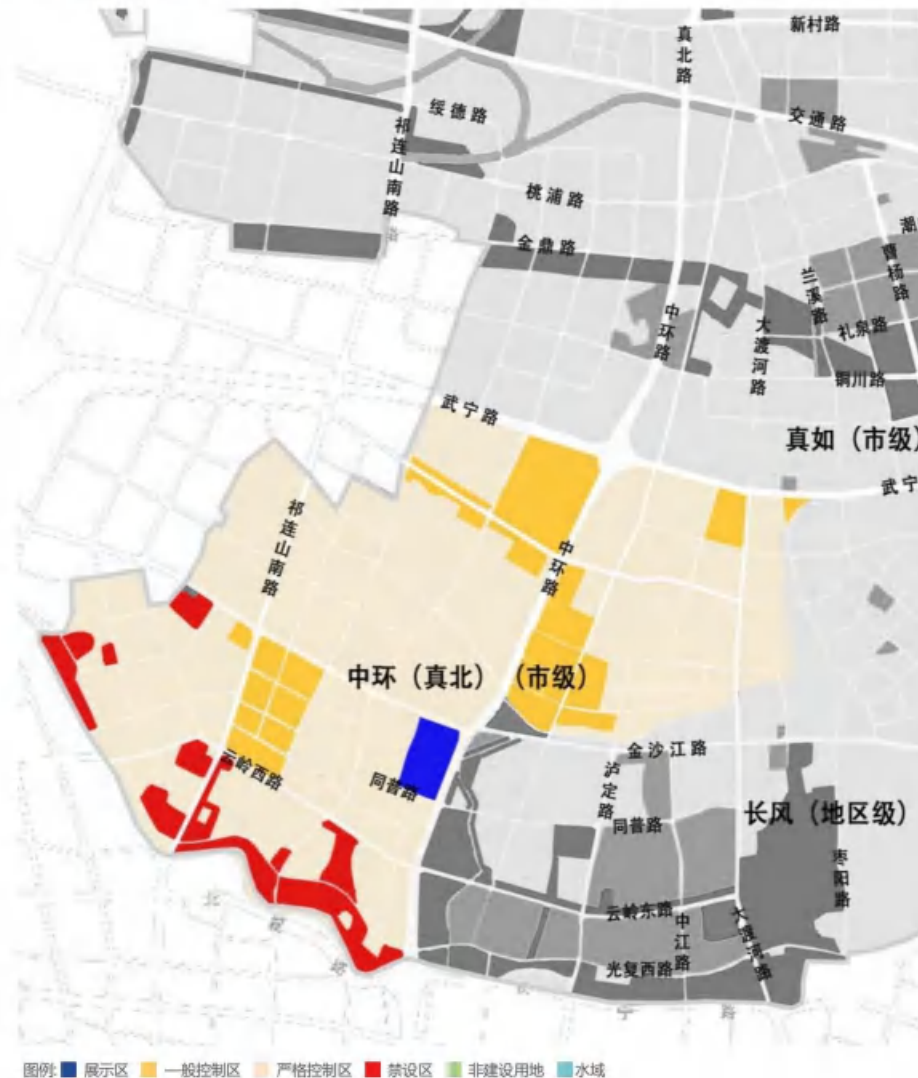 新村路
真北路
绥德路
交通路
祁连山南路
桃浦路
潮
金鼎路
曹杨路
兰溪路
中环路
大渡河路
礼泉路
铜川路
武宁路
真如（市级）
武宁
祁连山南路
中环路
中环（真北）（市级）
金沙江路
云岭西路
泸定路
同普路
同普路
长风（地区级）
枣阳路
云岭东路
中江路
大渡河路
光复西路
北
宁
路
图例: 展示区 一般控制区 严格控制区 禁设区 非建设用地 水域